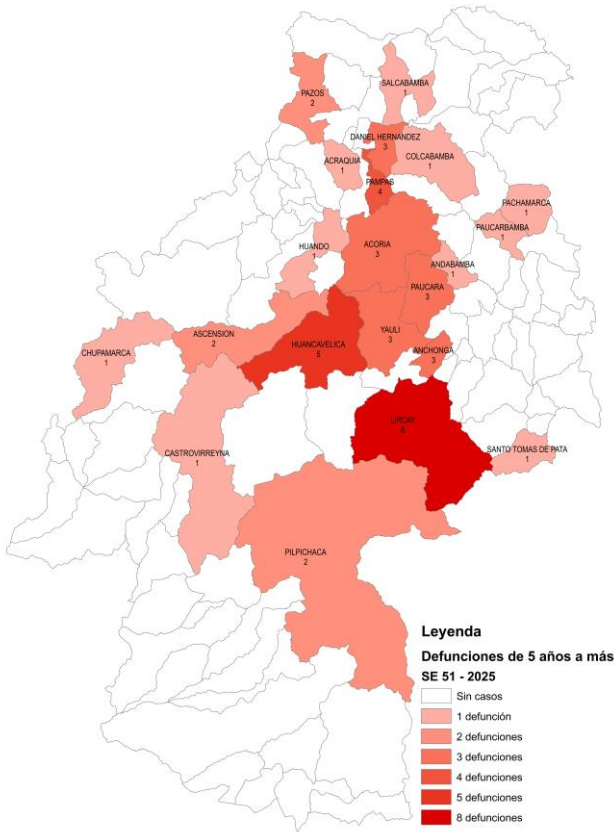 SALCABAMBA
1
PAZOS
2
DANIEL HERNANDEZ
3
ACRAQUIA
1
COLCABAMBA
1
PAMPAS
4
PACHAMARCA
1
PAUCARBAMBA
1
HUANDO
1
ACORIA
3
ANDABAMBA
1
PAUCARA
3
ASCENSION
2
HUANCAVELICA
5
YAULI
3
ANCHONGA
3
CHUPAMARCA
1
LIRCAY
8
SANTO TOMAS DE PATA
1
CASTROVIRREYNA
1
PILPICHACA
2
Leyenda
Defunciones de 5 años a más
SE 51 - 2025
Sin casos
1 defunción
2 defunciones
3 defunciones
4 defunciones
5 defunciones
8 defunciones